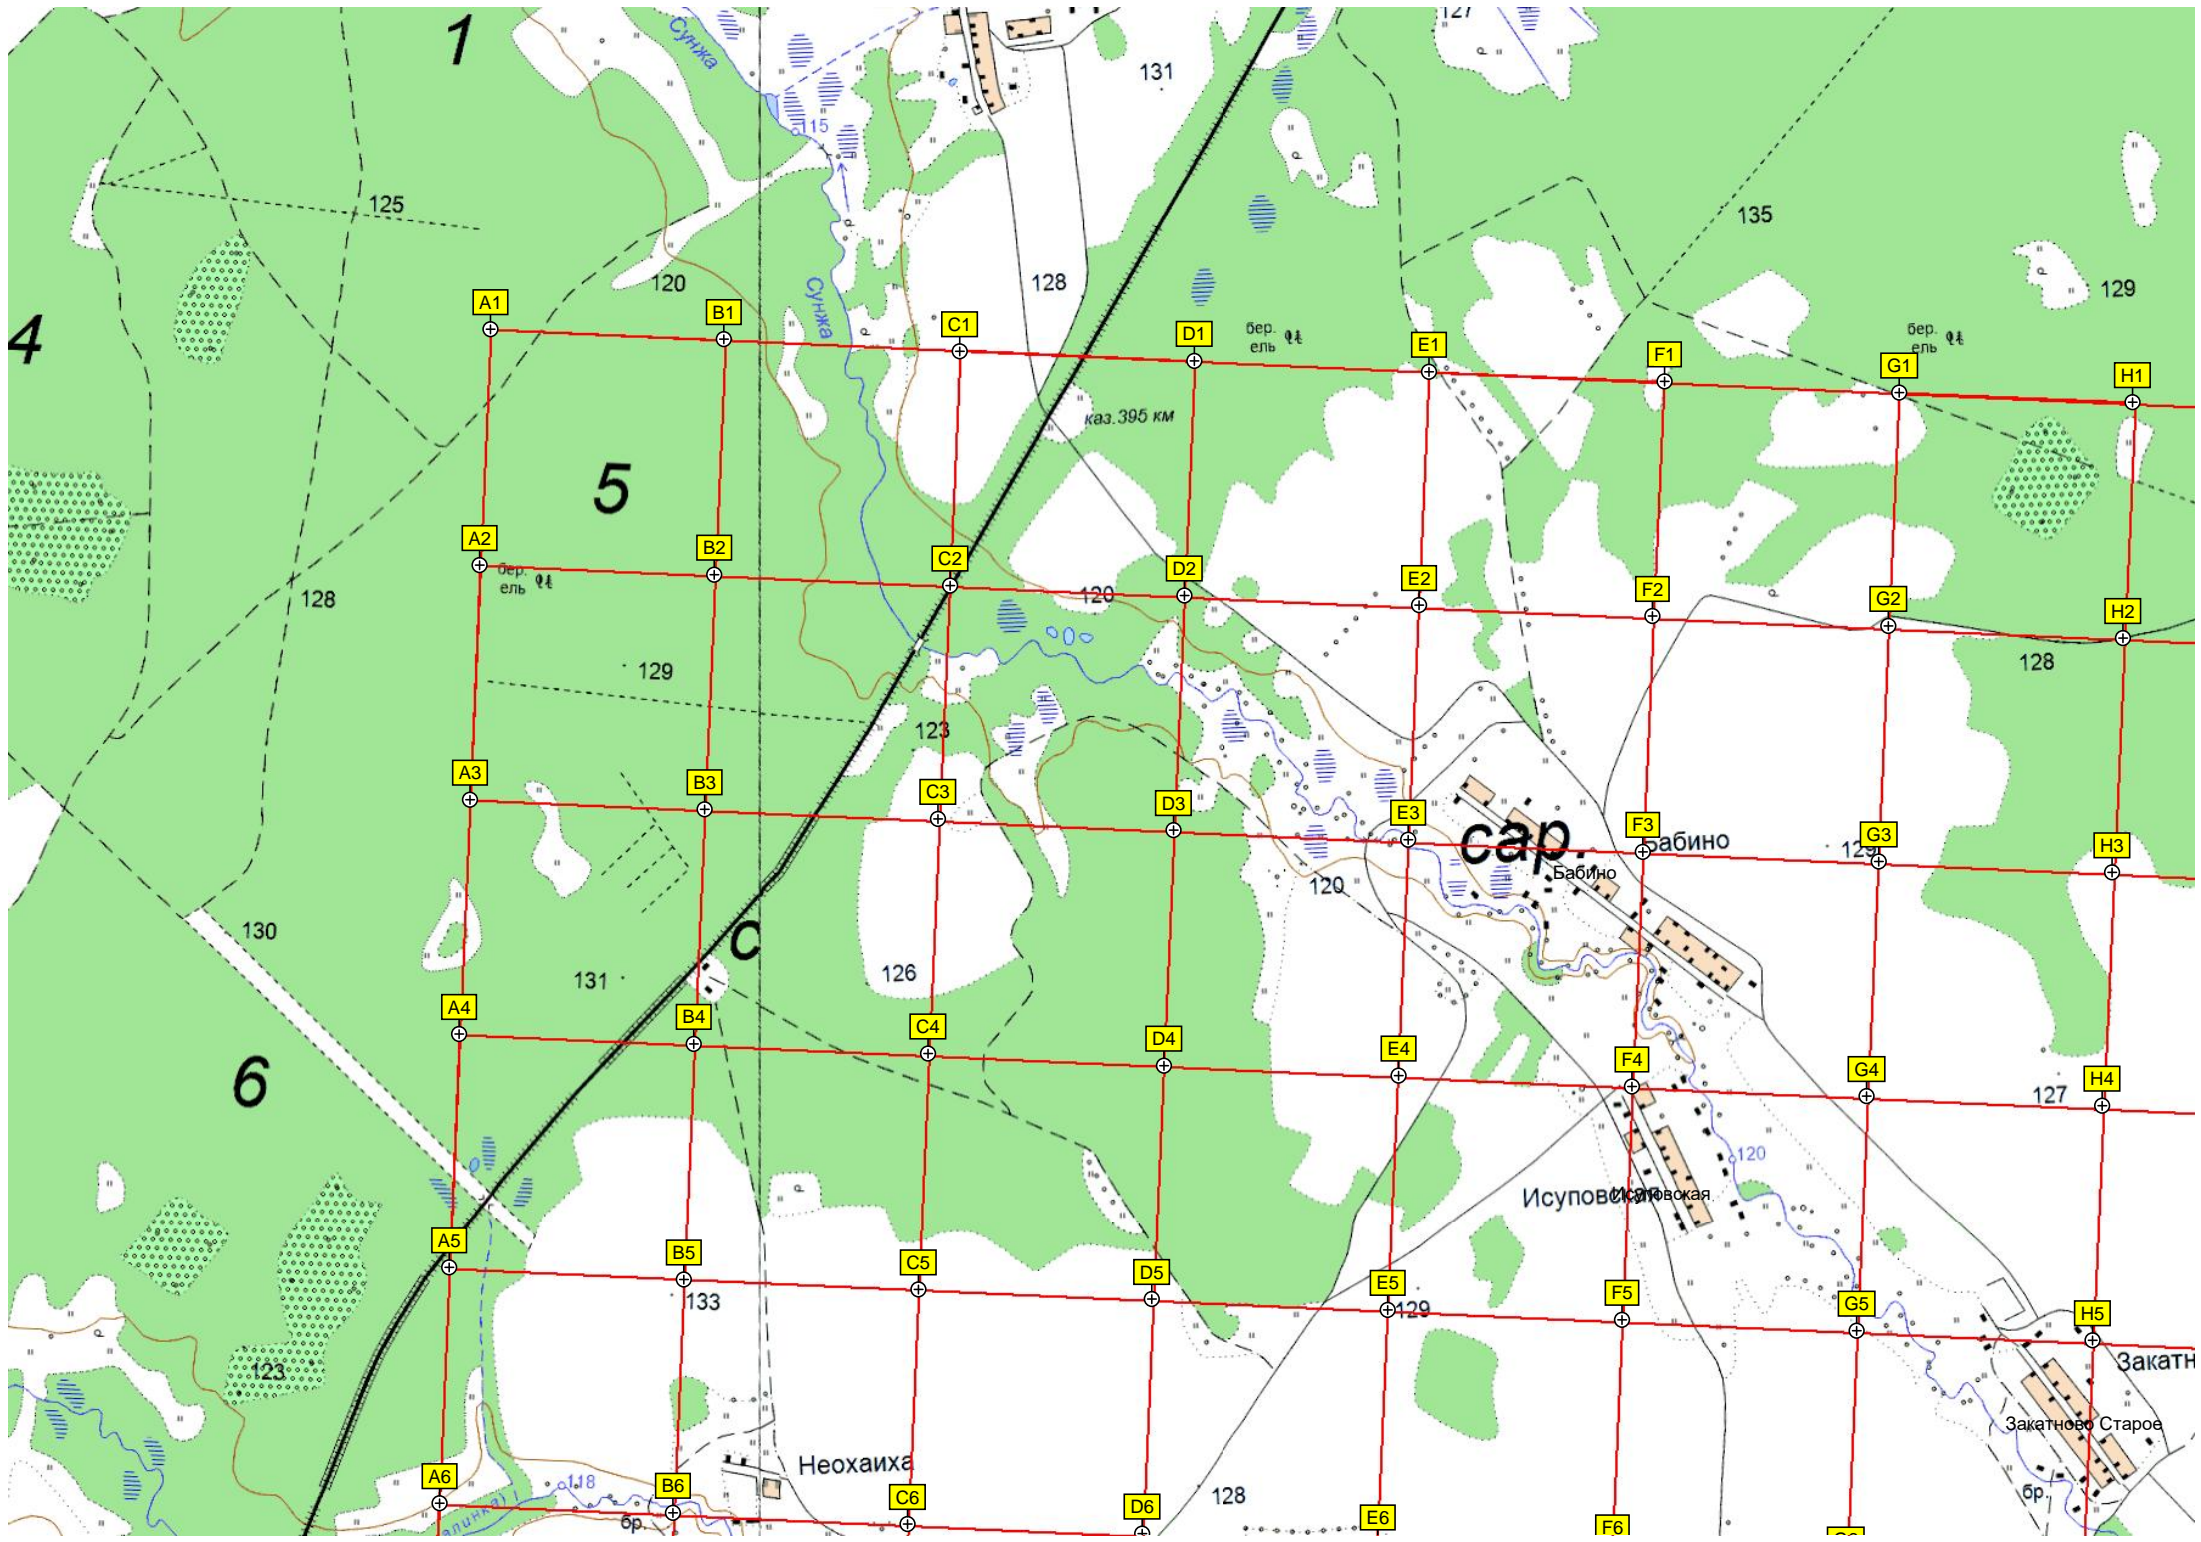 1
Сунжа
127
131
115
125
135
120
128
129
4
A1
B1
Сунжа
C1
D1
бер.
ель
E1
F1
бер.
ель
G1
H1
каз.395 км
5
A2
бер.
ель
B2
C2
D2
120
E2
F2
G2
H2
128
128
129
123
A3
B3
C3
D3
E3
сар.
F3
Бабино
129
G3
H3
Бабино
120
130
с
131
126
A4
B4
C4
D4
E4
F4
G4
H4
6
127
120
Исуповская
Исуповская
A5
B5
C5
D5
E5
F5
G5
H5
133
129
123
Закатн
Закатново Старое
Неохаиха
A6
118
B6
C6
D6
128
E6
F6
бр.
бр.